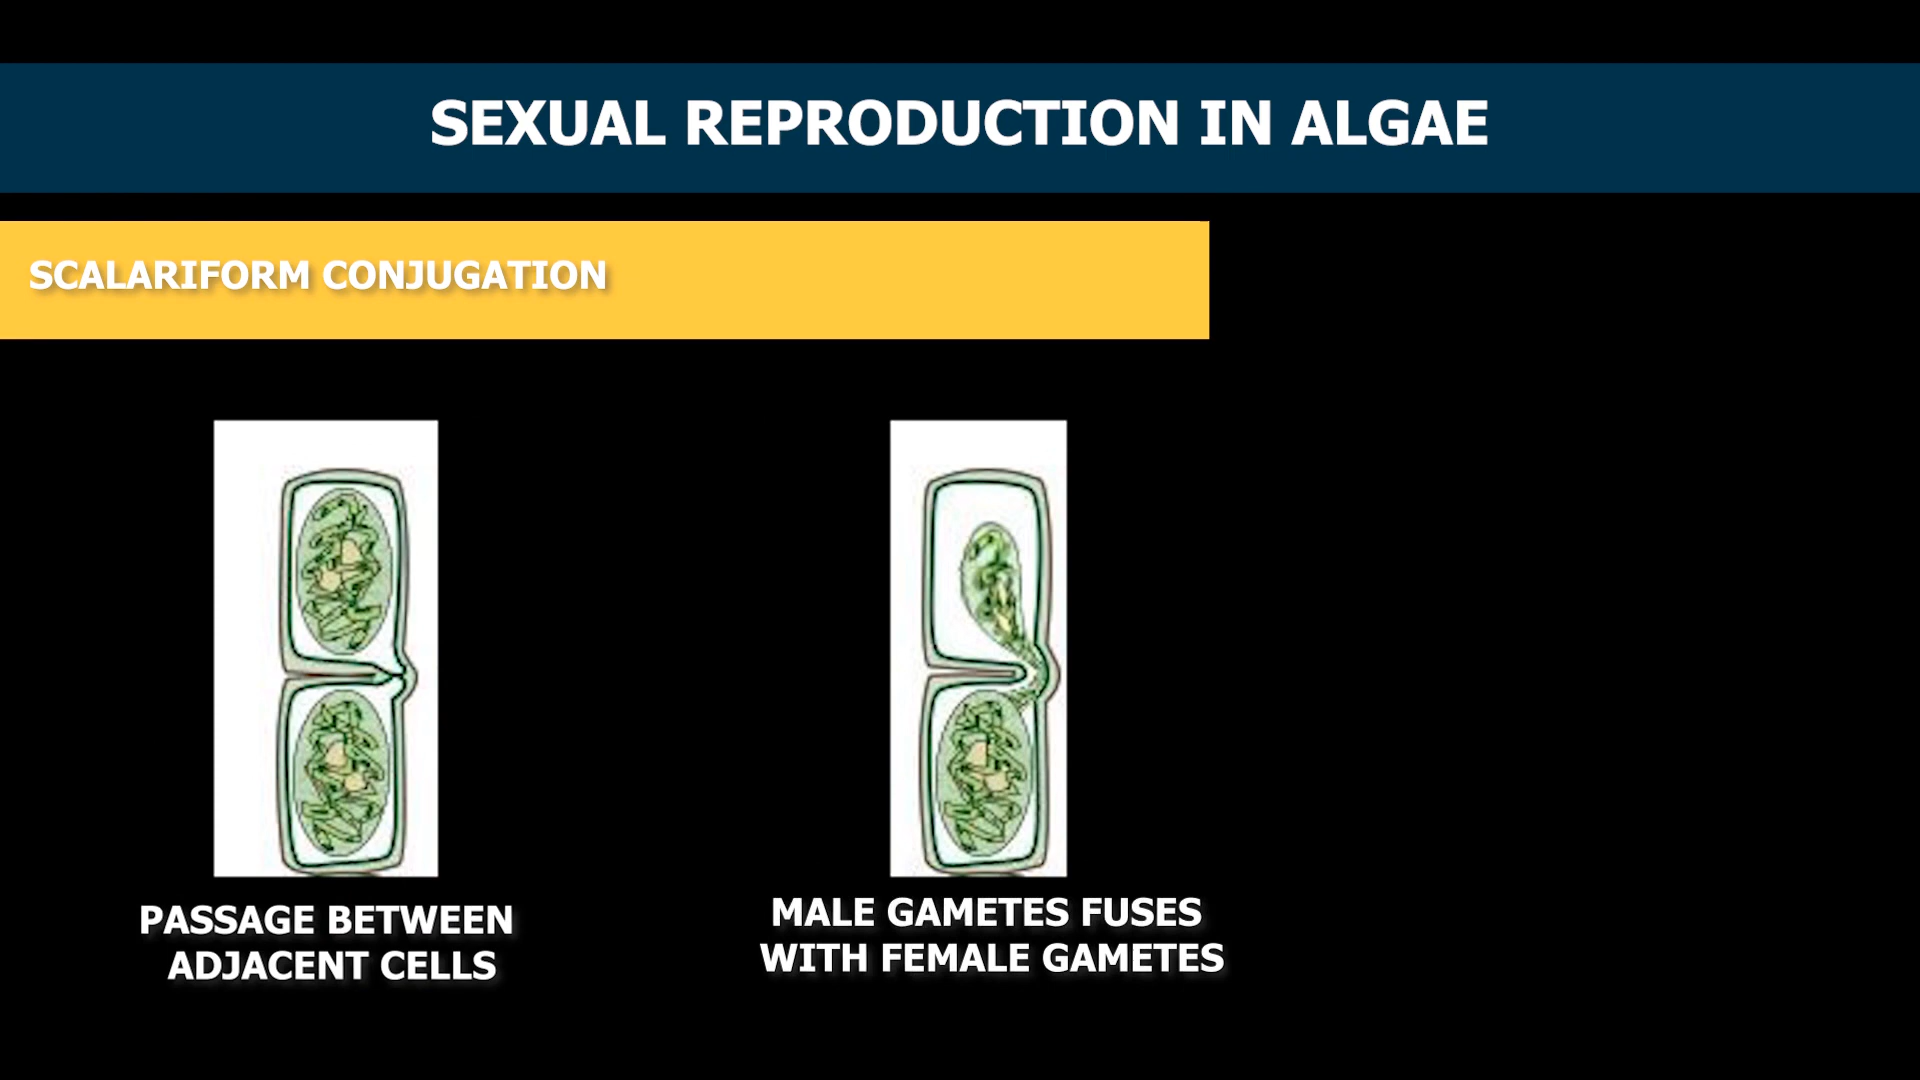 SEXUAL REPRODUCTION IN ALGAE
SCALARIFORM CONJUGATION
PASSAGE BETWEEN
ADJACENT CELLS
MALE GAMETES FUSES
WITH FEMALE GAMETES